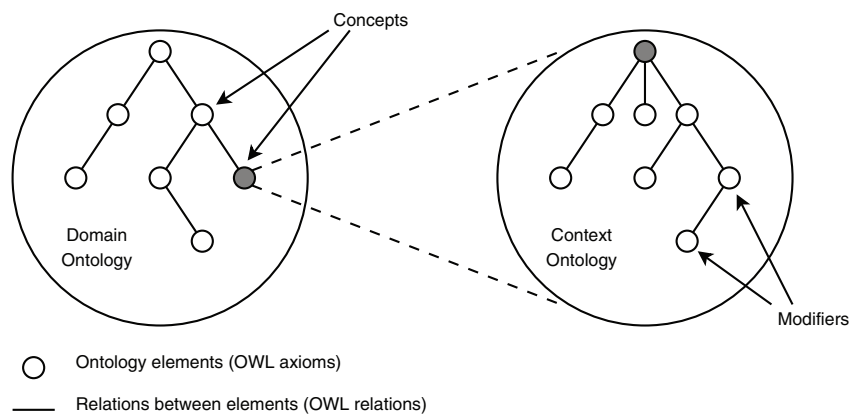 Concepts
Domain
Ontology
Context
Ontology
Modifiers
Ontology elements (OWL axioms)
Relations between elements (OWL relations)